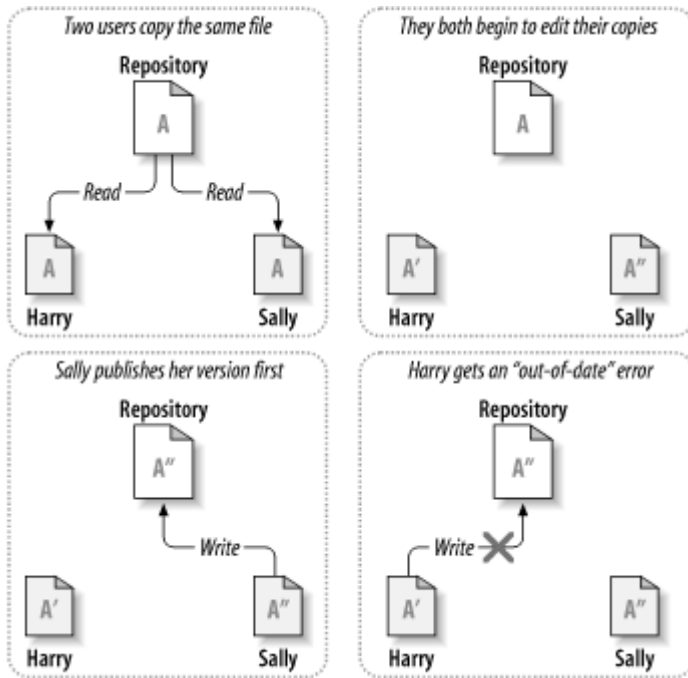 Two users copy the same file
Repository
A
Read
Read
A
A
Harry
Sally
They both begin to edit their copies
Repository
A
A'
A"
Harry
Sally
Sally publishes her version first
Repository
A"
Write
A'
A"
Harry
Sally
Harry gets an “out-of-date” error
Repository
A"
Write
A'
A"
Harry
Sally